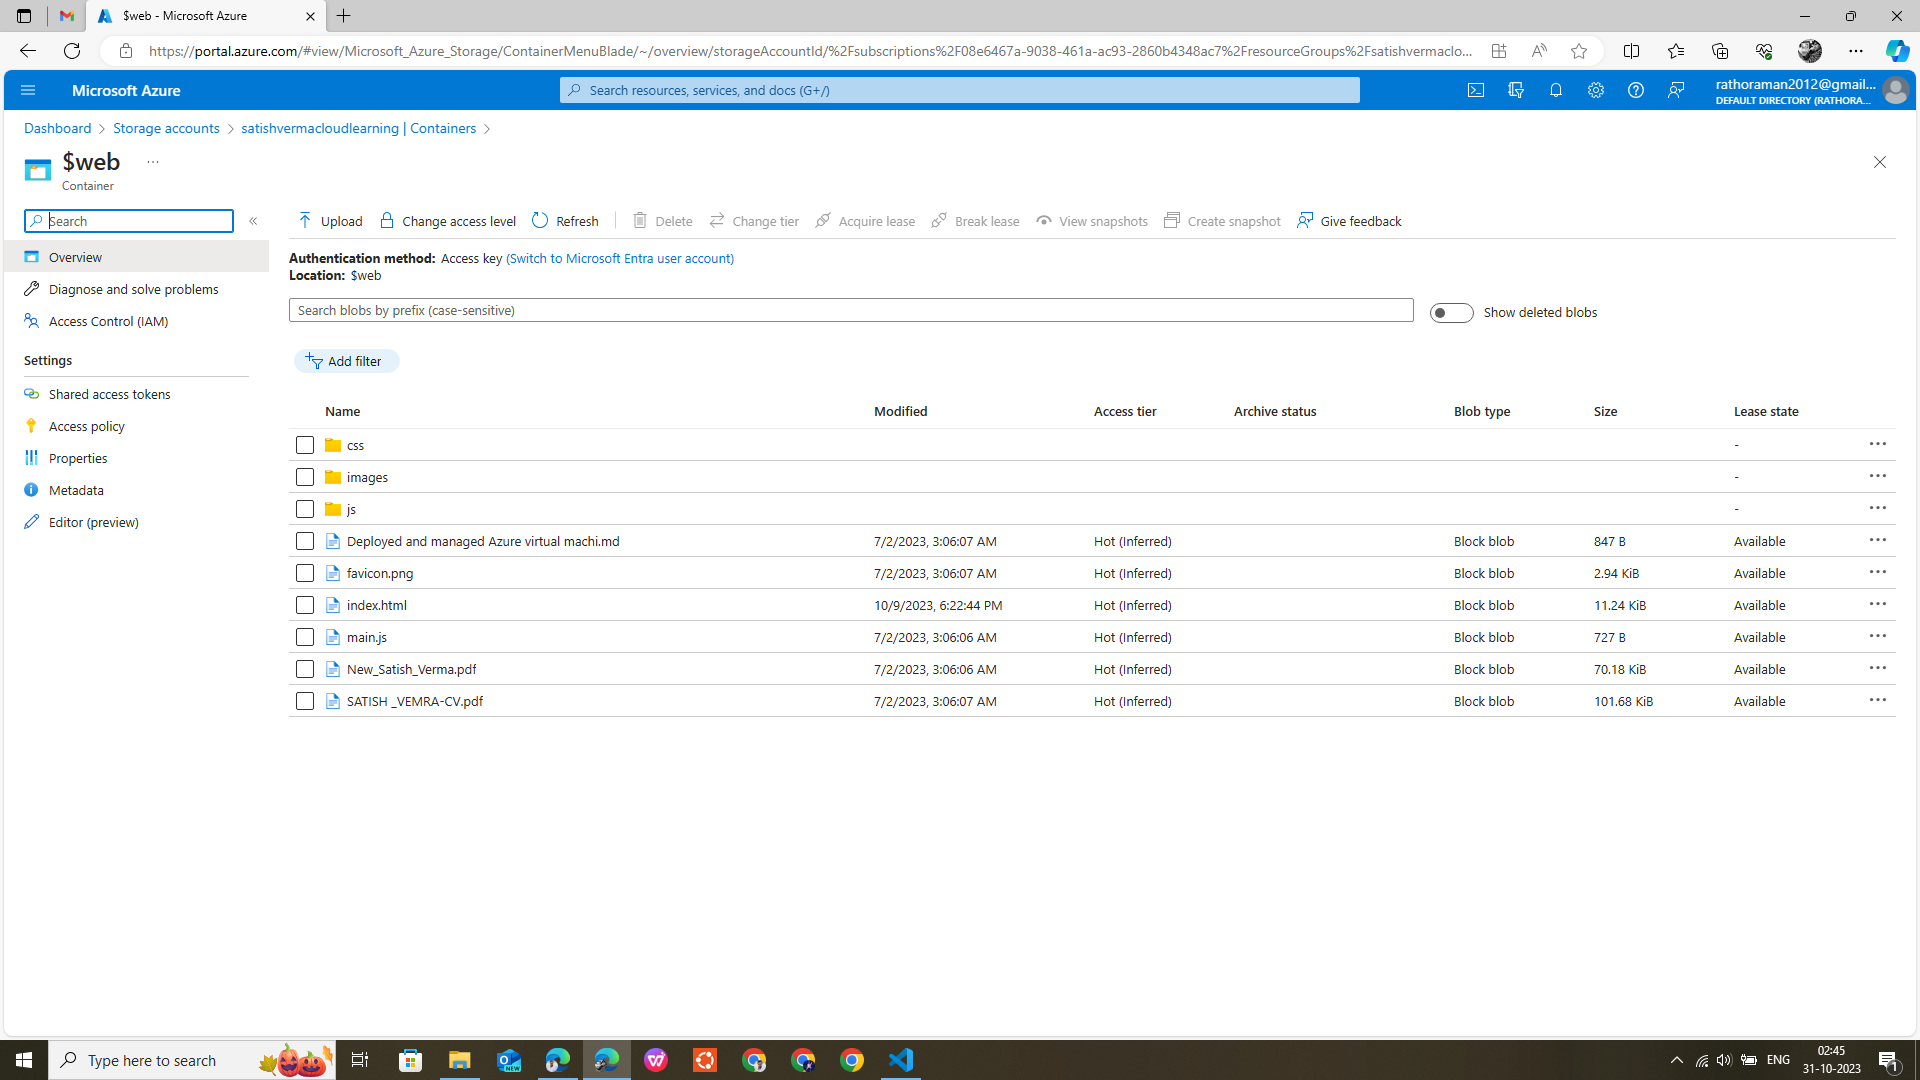 $web - Microsoft Azure
https://portal.azure.com/#view/Microsoft_Azure_Storage/ContainerMenuBlade/~/overview/storageAccountId/%2Fsubscriptions%2F08e6467a-9038-461a-ac93-2860b4348ac7%2FresourceGroups%2Fsatishvermaclo...
Microsoft Azure
Search resources, services, and docs (G+/)
rathoraman2012@gmail...
DEFAULT DIRECTORY (RATHORA...
Dashboard > Storage accounts > satishvermacloudlearning | Containers >
$web ...
Container
Search
Upload Change access level Refresh Delete Change tier Acquire lease Break lease View snapshots Create snapshot Give feedback
Overview
Diagnose and solve problems
Access Control (IAM)
Settings
Shared access tokens
Access policy
Properties
Metadata
Editor (preview)
Authentication method: Access key (Switch to Microsoft Entra user account)
Location: $web
Search blobs by prefix (case-sensitive)
Show deleted blobs
Add filter
Name Modified Access tier Archive status Blob type Size Lease state
css -
images -
js -
Deployed and managed Azure virtual machi.md 7/2/2023, 3:06:07 AM Hot (Inferred) Block blob 847 B Available
favicon.png 7/2/2023, 3:06:07 AM Hot (Inferred) Block blob 2.94 KiB Available
index.html 10/9/2023, 6:22:44 PM Hot (Inferred) Block blob 11.24 KiB Available
main.js 7/2/2023, 3:06:06 AM Hot (Inferred) Block blob 727 B Available
New_Satish_Verma.pdf 7/2/2023, 3:06:06 AM Hot (Inferred) Block blob 70.18 KiB Available
SATISH _VEMRA-CV.pdf 7/2/2023, 3:06:07 AM Hot (Inferred) Block blob 101.68 KiB Available
Type here to search
NEW
ENG
02:45
31-10-2023
1